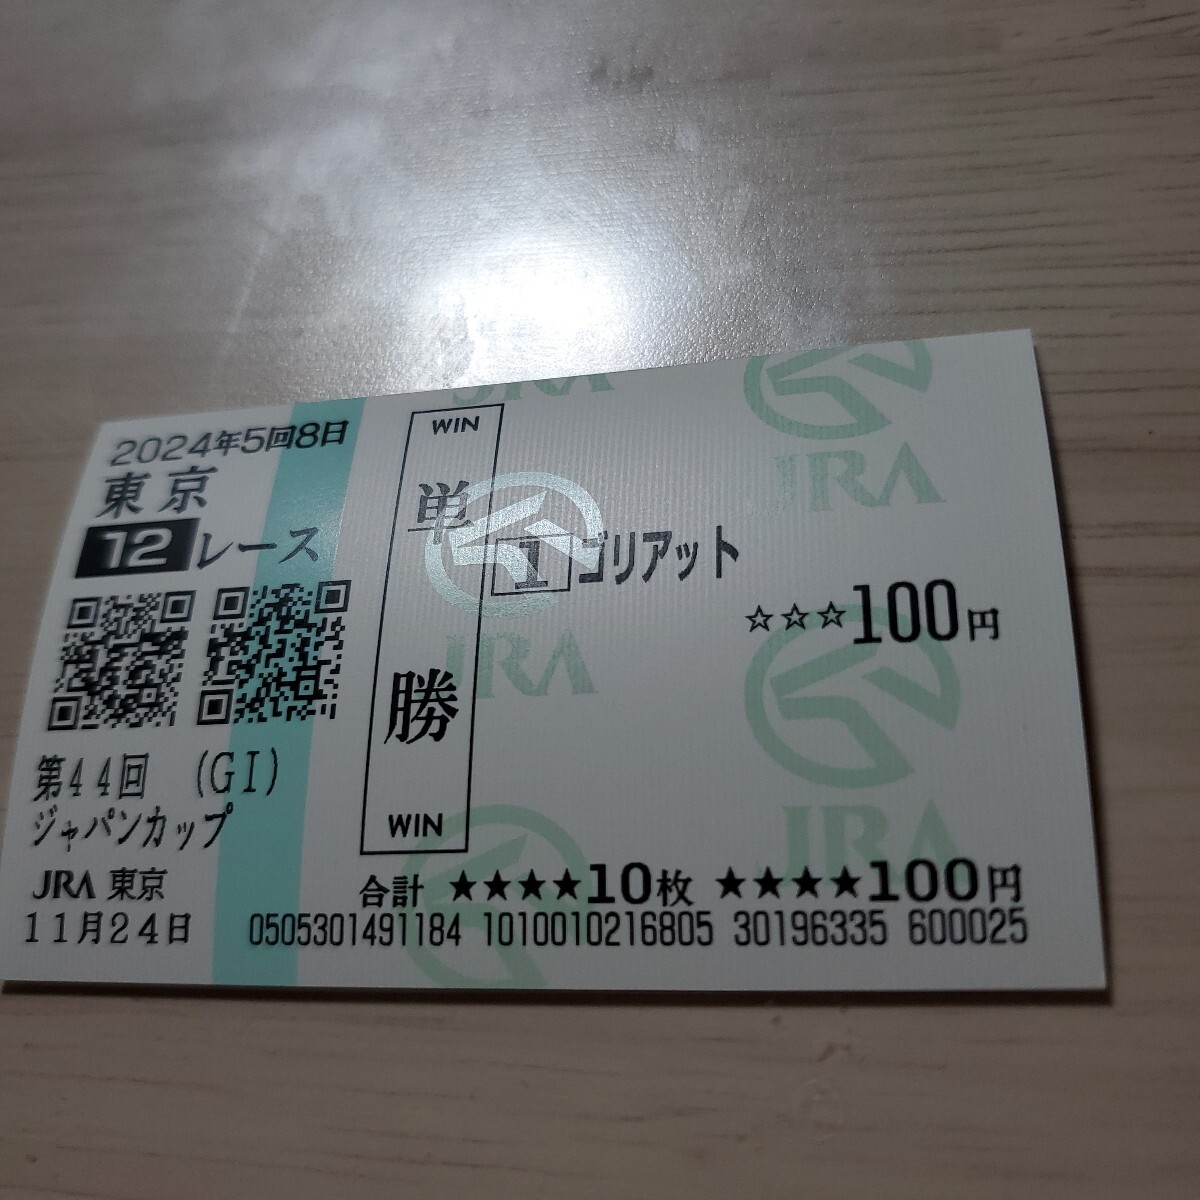 2024年5回8日
東京
12レース
第44回 (GI)
ジャパンカップ
JRA 東京
11月24日
WIN
単勝
WIN
1 ゴリアット
☆☆☆100円
合計 ★★★★10枚 ★★★★100円
0505301491184 1010010216805 30196335 600025
JRA
JRA
JRA
JRA